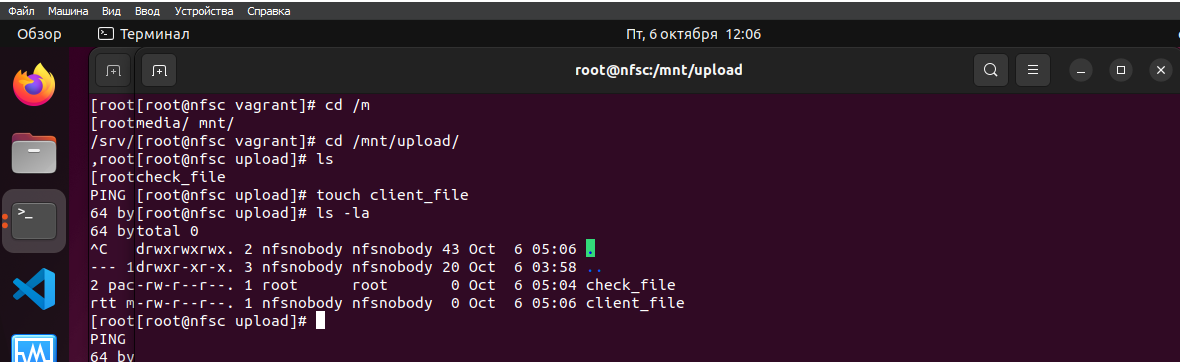 Файл Машина Вид Ввод Устройства Справка
Обзор Терминал Пт, 6 октября 12:06
root@nfsc:/mnt/upload
[root[root@nfsc vagrant]# cd /m
[rootmedia/ mnt/
/srv/[root@nfsc vagrant]# cd /mnt/upload/
,root[root@nfsc upload]# ls
[rootcheck_file
PING [root@nfsc upload]# touch client_file
64 by[root@nfsc upload]# ls -la
64 bytotal 0
^C drwxrwxrwx. 2 nfsnobody nfsnobody 43 Oct 6 05:06 .
--- 1drwxr-xr-x. 3 nfsnobody nfsnobody 20 Oct 6 03:58 ..
2 pac-rw-r--r--. 1 root root 0 Oct 6 05:04 check_file
rtt m-rw-r--r--. 1 nfsnobody nfsnobody 0 Oct 6 05:06 client_file
[root[root@nfsc upload]#
PING
64 by